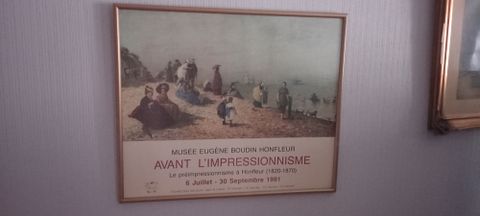 MUSÉE EUGÈNE BOUDIN HONFLEUR
AVANT L'IMPRESSIONNISME
Le préimpressionnisme à Honfleur (1820-1870)
6 Juillet - 30 Septembre 1981